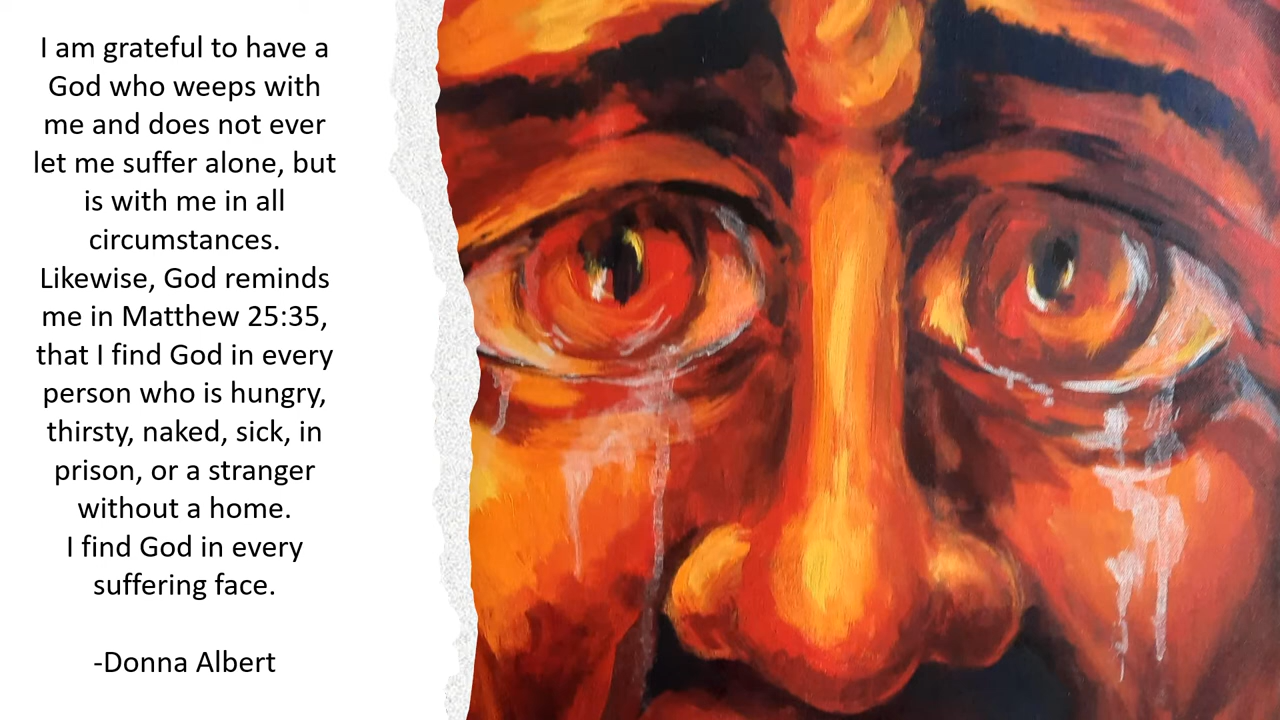 I am grateful to have a
God who weeps with
me and does not ever
let me suffer alone, but
is with me in all
circumstances.
Likewise, God reminds
me in Matthew 25:35,
that I find God in every
person who is hungry,
thirsty, naked, sick, in
prison, or a stranger
without a home.
I find God in every
suffering face.
-Donna Albert